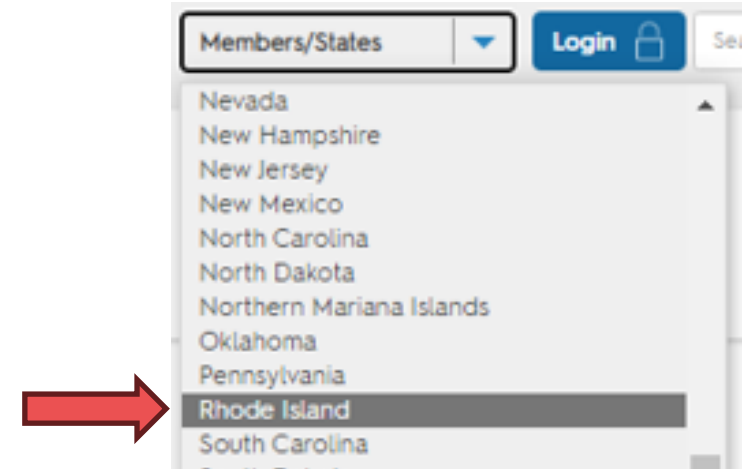 Members/States
Login
Nevada
New Hampshire
New Jersey
New Mexico
North Carolina
North Dakota
Northern Mariana Islands
Oklahoma
Pennsylvania
Rhode Island
South Carolina